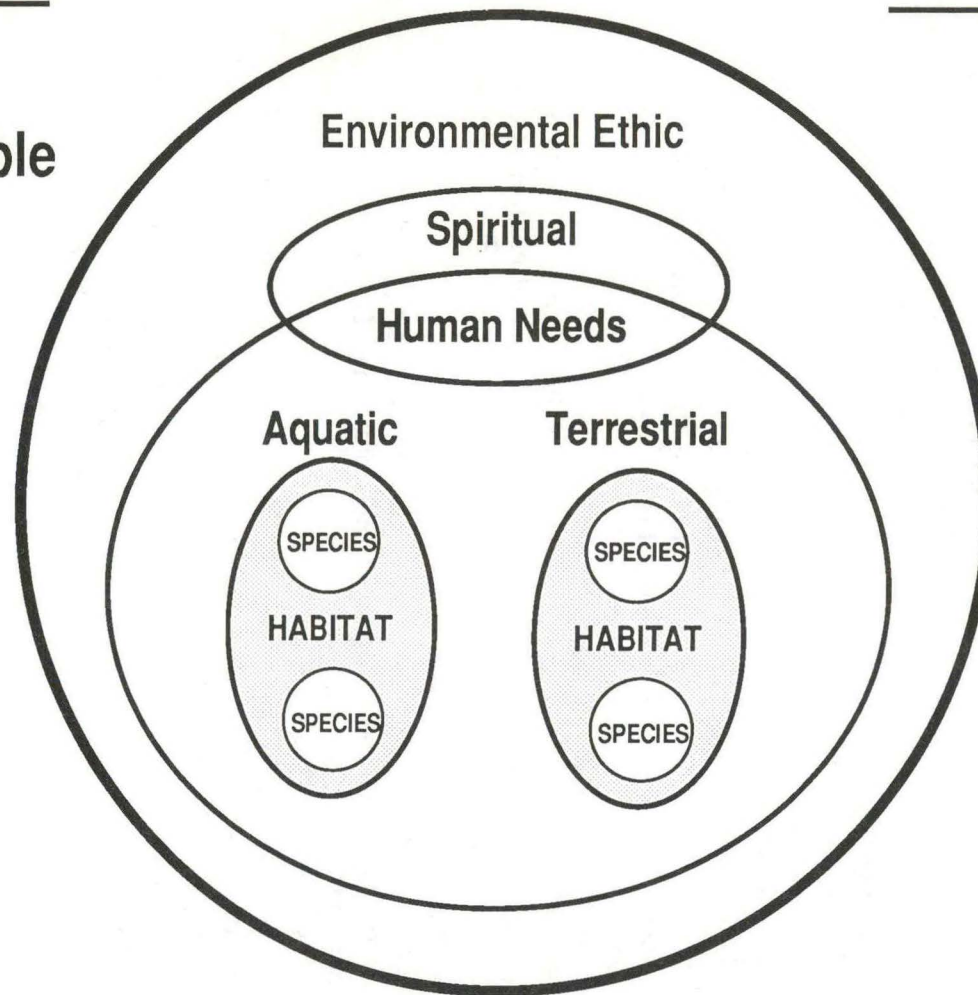 Environmental Ethic
Spiritual
Human Needs
Aquatic Terrestrial
SPECIES SPECIES
HABITAT HABITAT
SPECIES SPECIES